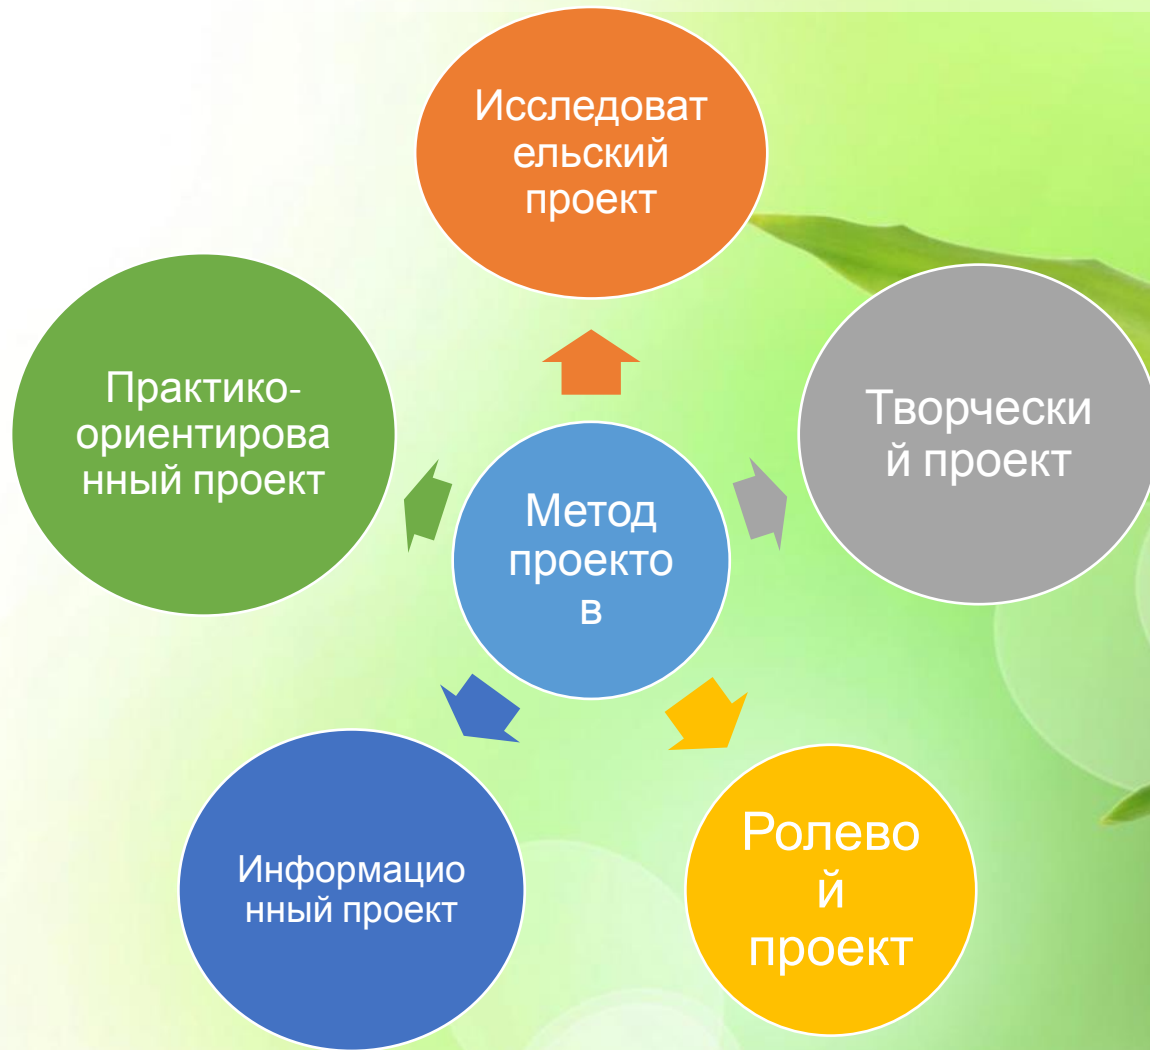 Исследоват
ельский
проект
Практико-
ориентирова
нный проект
Творчески
й проект
Метод
проекто
в
Информацио
нный проект
Ролево
й
проект